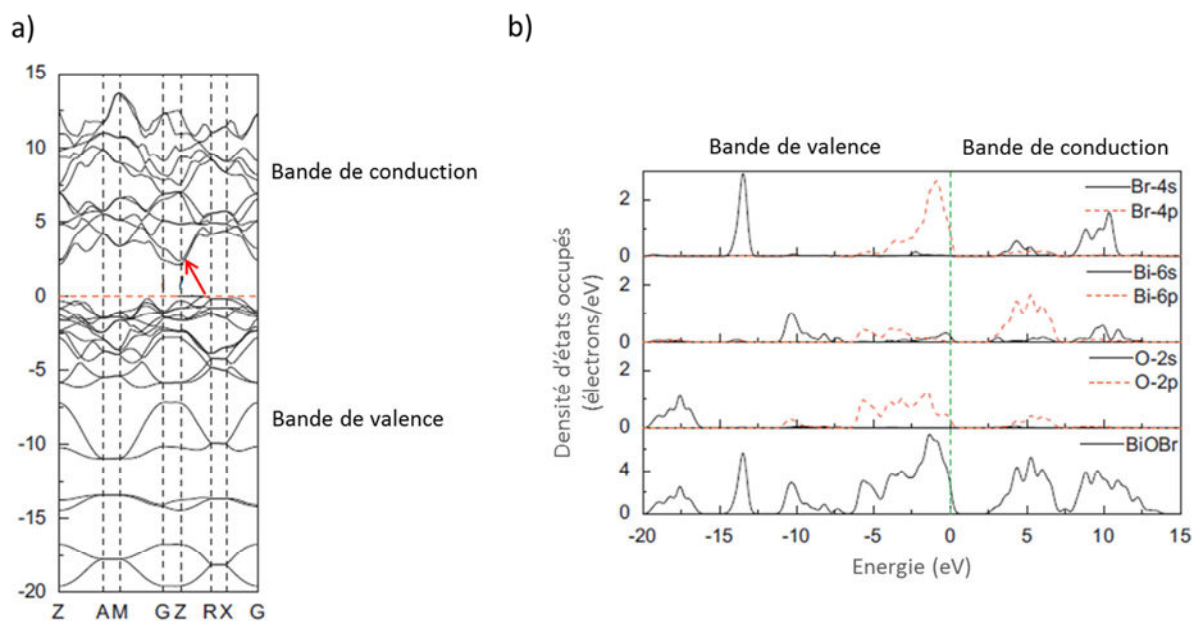 a)
15
10
5
0
-5
-10
-15
-20
Z A M G Z R X G
Bande de conduction
Bande de valence
b)
Bande de valence
Bande de conduction
Densité d'états occupés
(électrons/eV)
2
0
Br-4s
Br-4p
2
0
Bi-6s
Bi-6p
2
0
O-2s
O-2p
4
0
BiOBr
-20 -15 -10 -5 0 5 10 15
Energie (eV)